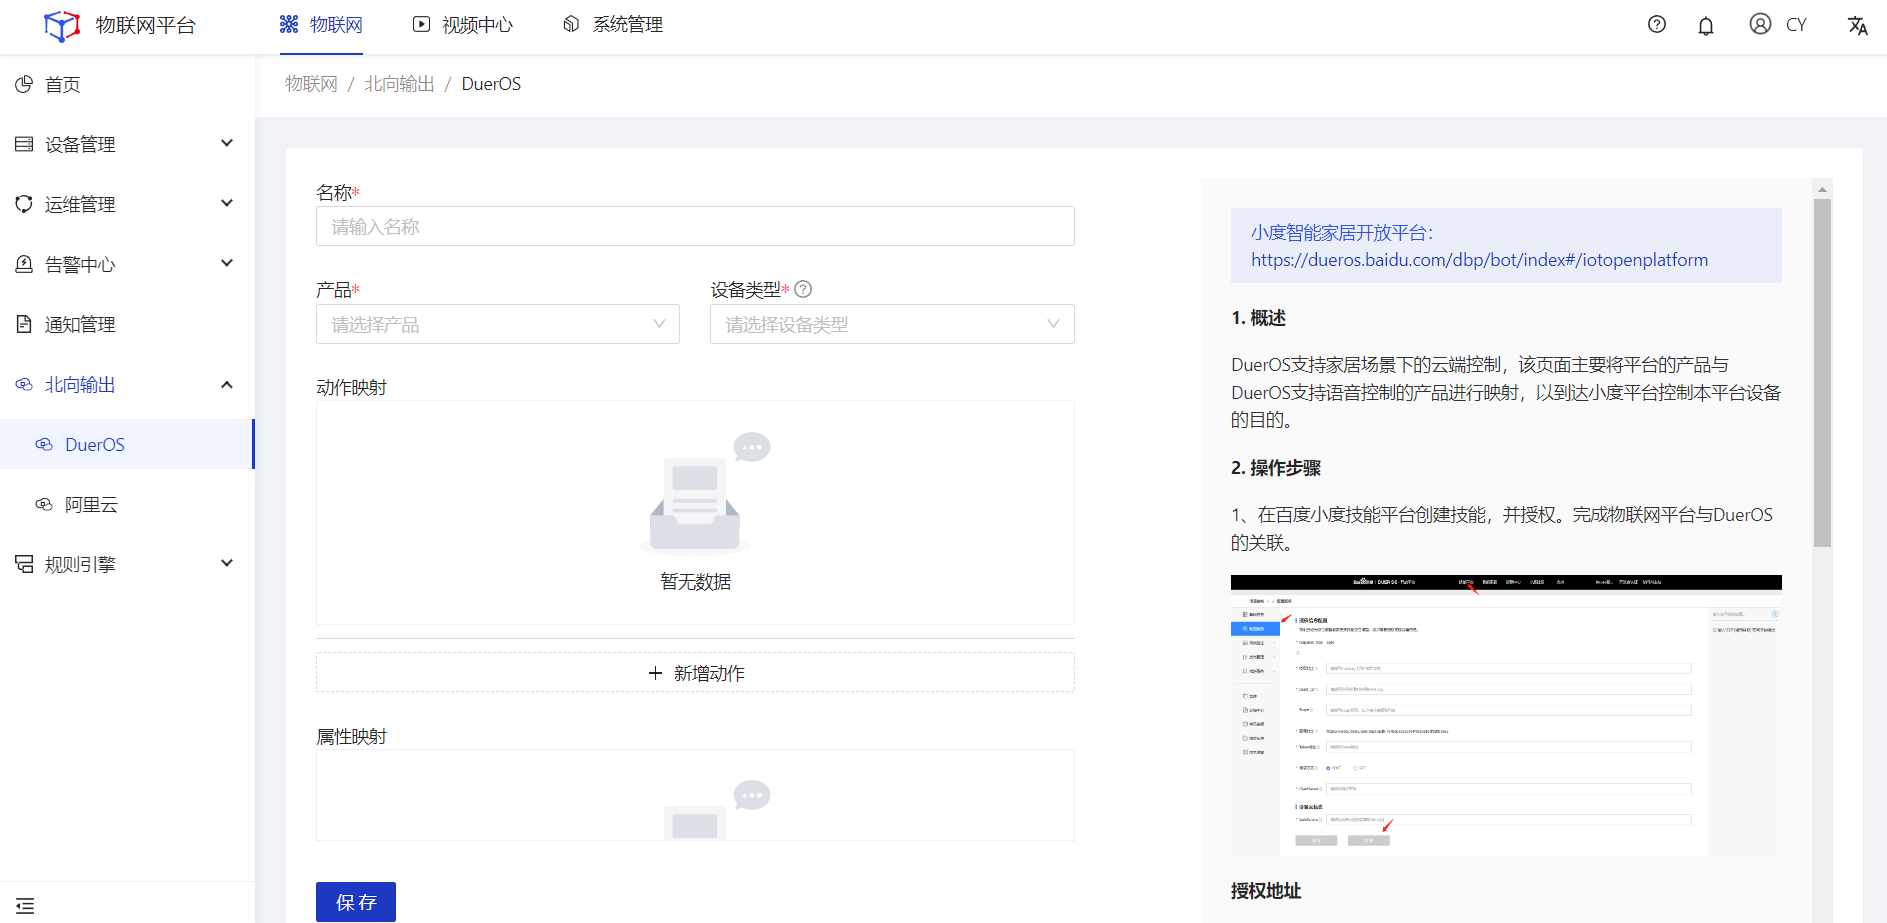 物联网平台
物联网
视频中心
系统管理
CY
首页
设备管理
运维管理
告警中心
通知管理
北向输出
DuerOS
阿里云
规则引擎
物联网 / 北向输出 / DuerOS
名称*
请输入名称
产品*
请选择产品
设备类型*
请选择设备类型
动作映射
暂无数据
+ 新增动作
属性映射
保存
小度智能家居开放平台：
https://dueros.baidu.com/dbp/bot/index#/iotopenplatform
1. 概述
DuerOS支持家居场景下的云端控制，该页面主要将平台的产品与
DuerOS支持语音控制的产品进行映射，以到达小度平台控制本平台设备
的目的。
2. 操作步骤
1、在百度小度技能平台创建技能，并授权。完成物联网平台与DuerOS
的关联。
授权地址